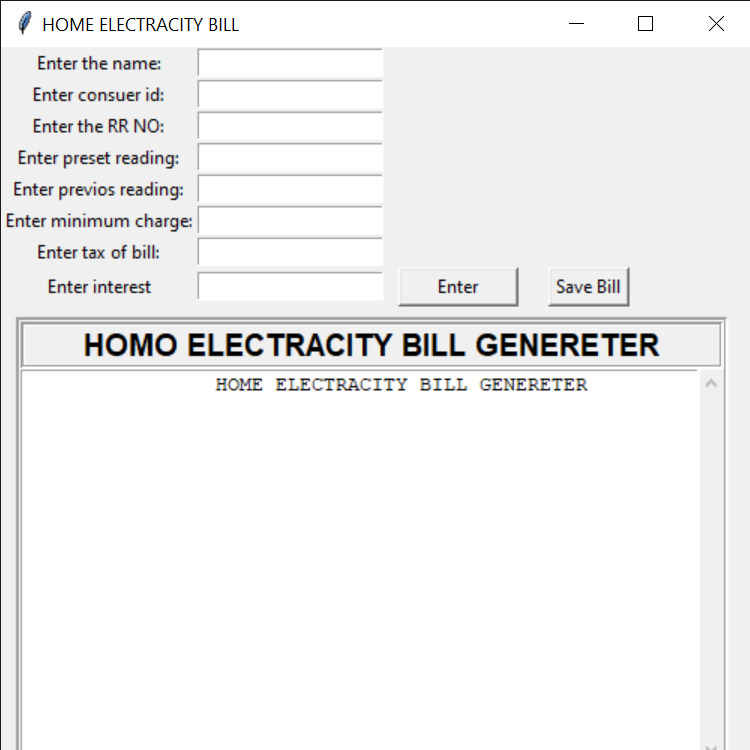 HOME ELECTRACITY BILL
Enter the name:
Enter consuer id:
Enter the RR NO:
Enter preset reading:
Enter previos reading:
Enter minimum charge:
Enter tax of bill:
Enter interest Enter Save Bill
HOMO ELECTRACITY BILL GENERETER
HOME ELECTRACITY BILL GENERETER